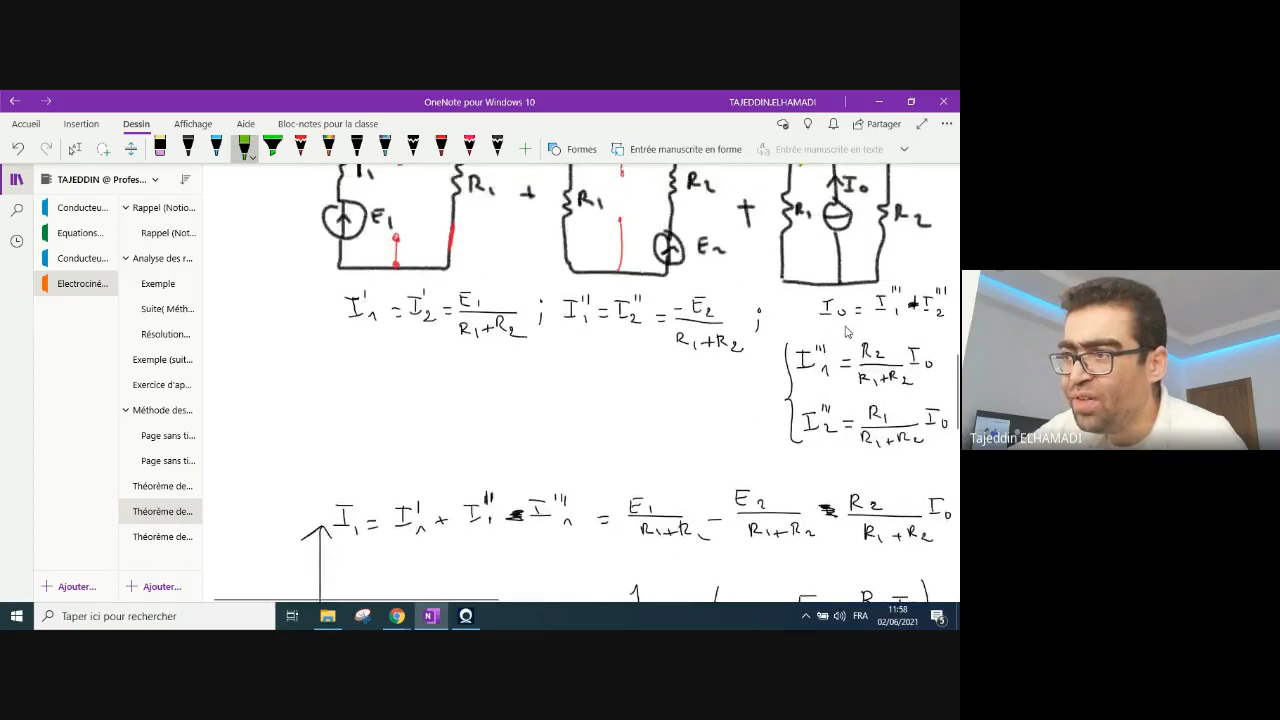 OneNote pour Windows 10
TAJEDDIN.ELHAMADI
Accueil Insertion Dessin Affichage Aide Bloc-notes pour la classe
Partager
Formes Entrée manuscrite en forme Entrée manuscrite en texte
TAJEDDIN @ Profes...
Conducteu...
Equations...
Conducteu...
Electrociné...
Rappel (Notio...
Rappel (Not...
Analyse des r...
Exemple
Suite( Méth...
Résolution...
Exemple (suit...
Exercice d'ap...
Méthode des...
Page sans ti...
Page sans ti...
Théorème de...
Théorème de...
Théorème de...
Ajouter... Ajouter...
E1 R1 + R1 R2 E2 + R1 I0 R2
I'1 = I'2 = E1/(R1+R2) ; I''1 = I''2 = -E2/(R1+R2) ;
I0 = I'''1 + I'''2
I'''1 = R2/(R1+R2) I0
I'''2 = R1/(R1+R2) I0
I1 = I'1 + I''1 - I'''1 = E1/(R1+R2) - E2/(R1+R2) - R2/(R1+R2) I0
Tajeddin ELHAMADI
Taper ici pour rechercher
FRA
11:58
02/06/2021
5